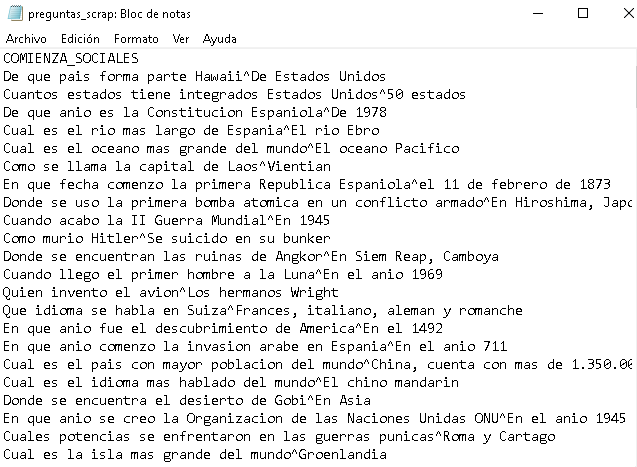 preguntas_scrap: Bloc de notas
Archivo Edición Formato Ver Ayuda
COMIENZA_SOCIALES
De que pais forma parte Hawaii^De Estados Unidos
Cuantos estados tiene integrados Estados Unidos^50 estados
De que anio es la Constitucion Espaniola^De 1978
Cual es el rio mas largo de Espania^El rio Ebro
Cual es el oceano mas grande del mundo^El oceano Pacifico
Como se llama la capital de Laos^Vientian
En que fecha comenzo la primera Republica Espaniola^el 11 de febrero de 1873
Donde se uso la primera bomba atomica en un conflicto armado^En Hiroshima,
Cuando acabo la II Guerra Mundial^En 1945
Como murio Hitler^Se suicido en su bunker
Donde se encuentran las ruinas de Angkor^En Siem Reap, Camboya
Cuando llego el primer hombre a la Luna^En el anio 1969
Quien invento el avion^Los hermanos Wright
Que idioma se habla en Suiza^Frances, italiano, aleman y romanche
En que anio fue el descubrimiento de America^En el 1492
En que anio comenzo la invasion arabe en Espania^En el anio 711
Cual es el pais con mayor poblacion del mundo^China, cuenta con mas de
Cual es el idioma mas hablado del mundo^El chino mandarin
Donde se encuentra el desierto de Gobi^En Asia
En que anio se creo la Organizacion de las Naciones Unidas ONU^En el anio 1945
Cuales potencias se enfrentaron en las guerras punicas^Roma y Cartago
Cual es la isla mas grande del mundo^Groenlandia